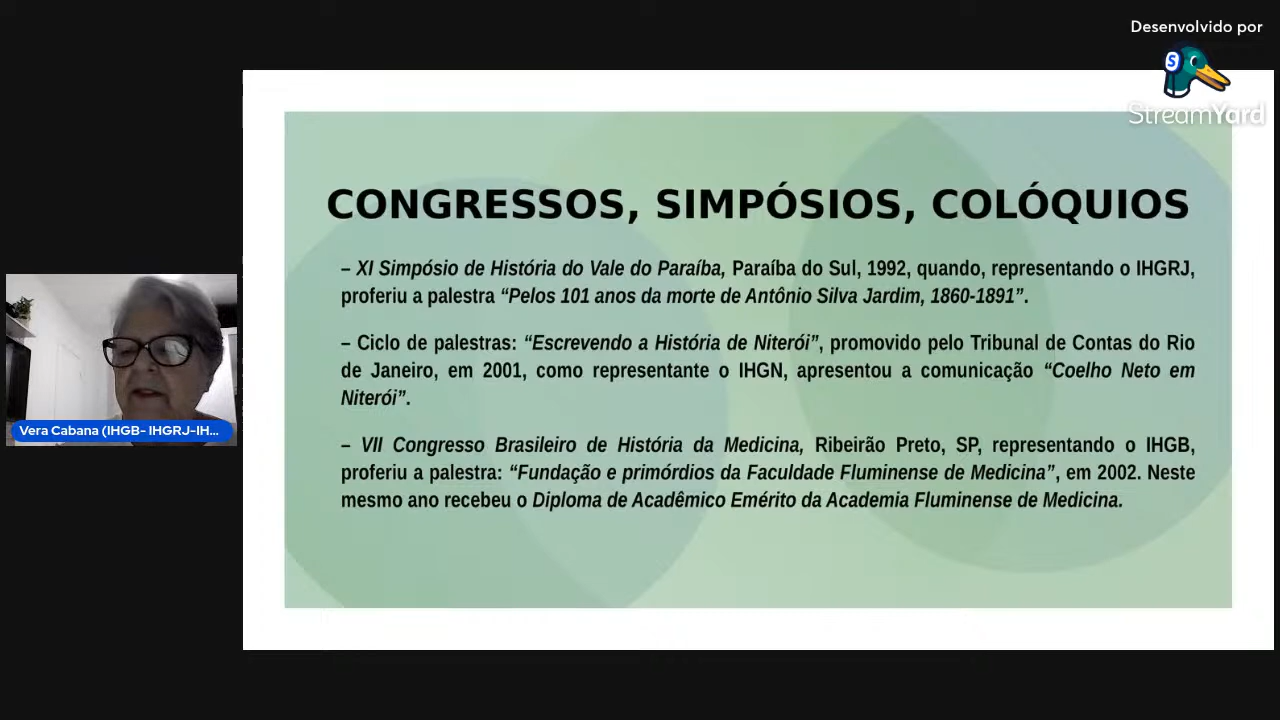 Desenvolvido por
StreamYard
CONGRESSOS, SIMPÓSIOS, COLÓQUIOS
– XI Simpósio de História do Vale do Paraíba, Paraíba do Sul, 1992, quando, representando o IHGRJ,
proferiu a palestra “Pelos 101 anos da morte de Antônio Silva Jardim, 1860-1891”.
– Ciclo de palestras: “Escrevendo a História de Niterói”, promovido pelo Tribunal de Contas do Rio
de Janeiro, em 2001, como representante o IHGN, apresentou a comunicação “Coelho Neto em
Niterói”.
– VII Congresso Brasileiro de História da Medicina, Ribeirão Preto, SP, representando o IHGB,
proferiu a palestra: “Fundação e primórdios da Faculdade Fluminense de Medicina”, em 2002. Neste
mesmo ano recebeu o Diploma de Acadêmico Emérito da Academia Fluminense de Medicina.
Vera Cabana (IHGB- IHGRJ-IH...